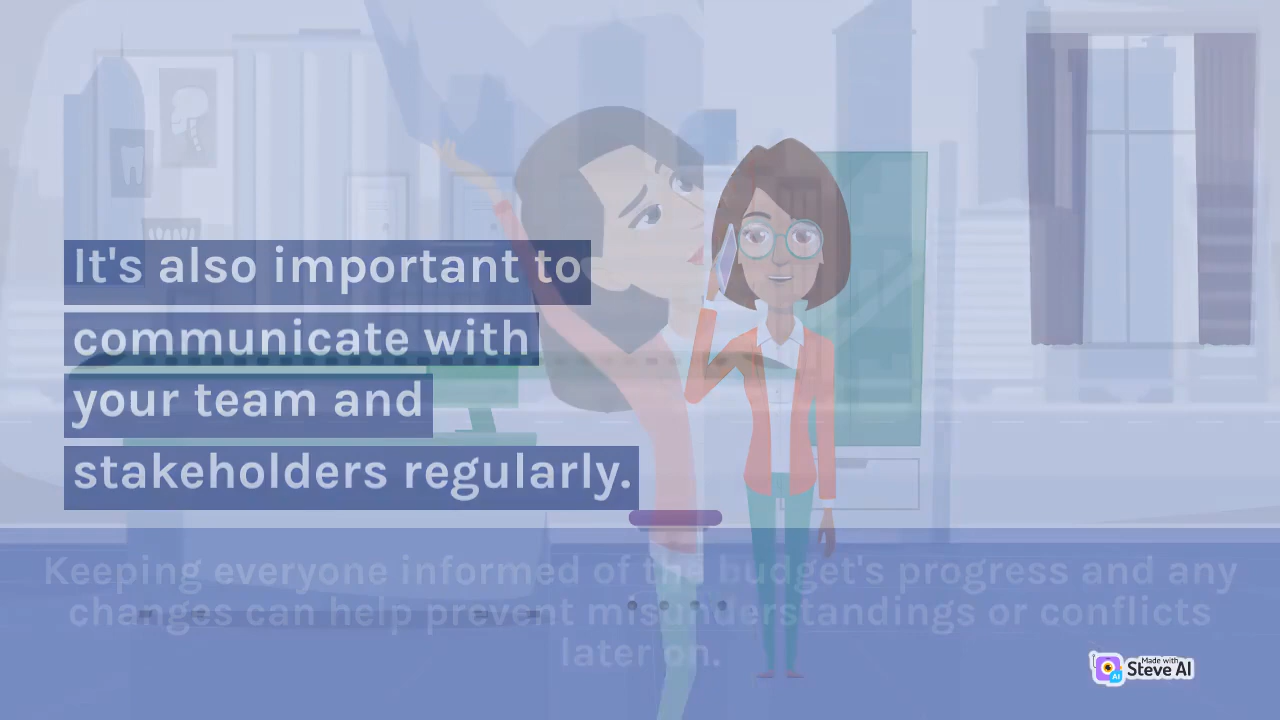 It's also important to
communicate with
your team and
stakeholders regularly.
Keeping everyone informed of the budget's progress and any
changes can help prevent misunderstandings or conflicts
later on.
Made with
Steve AI
AI